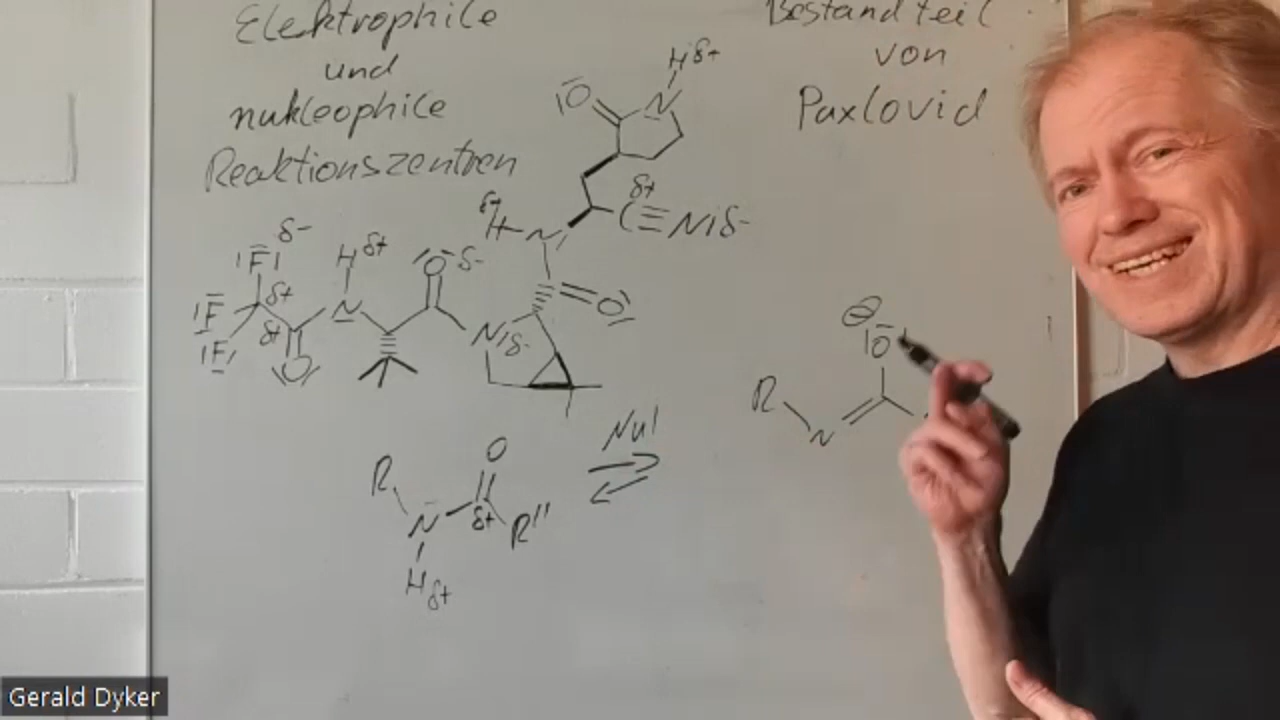 Elektrophile
und
nukleophile
Reaktionszentren
Bestandteil
von
Paxlovid
H δ+
O
N
δ+
C≡N δ-
δ+
H
N
O
F δ-
F
F
δ+
δ+
O
H δ+
N
O δ-
N δ-
R
N
H δ+
O
δ+
R''
Nu
R
N
⊖
O
Gerald Dyker